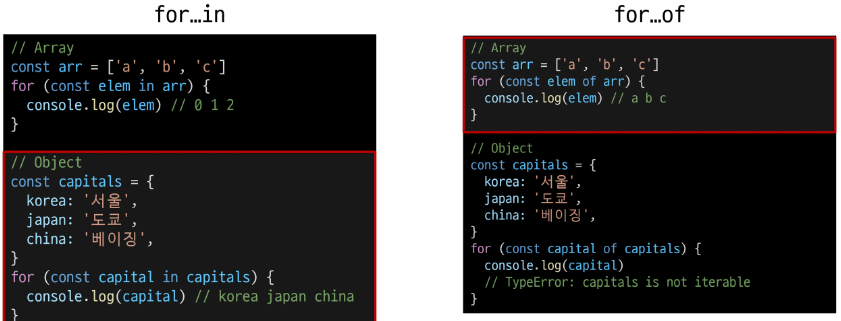 for…in
// Array
const arr = ['a', 'b', 'c']
for (const elem in arr) {
  console.log(elem) // 0 1 2
}
// Object
const capitals = {
  korea: '서울',
  japan: '도쿄',
  china: '베이징',
}
for (const capital in capitals) {
  console.log(capital) // korea japan china
}
for…of
// Array
const arr = ['a', 'b', 'c']
for (const elem of arr) {
  console.log(elem) // a b c
}
// Object
const capitals = {
  korea: '서울',
  japan: '도쿄',
  china: '베이징',
}
for (const capital of capitals) {
  console.log(capital)
  // TypeError: capitals is not iterable
}